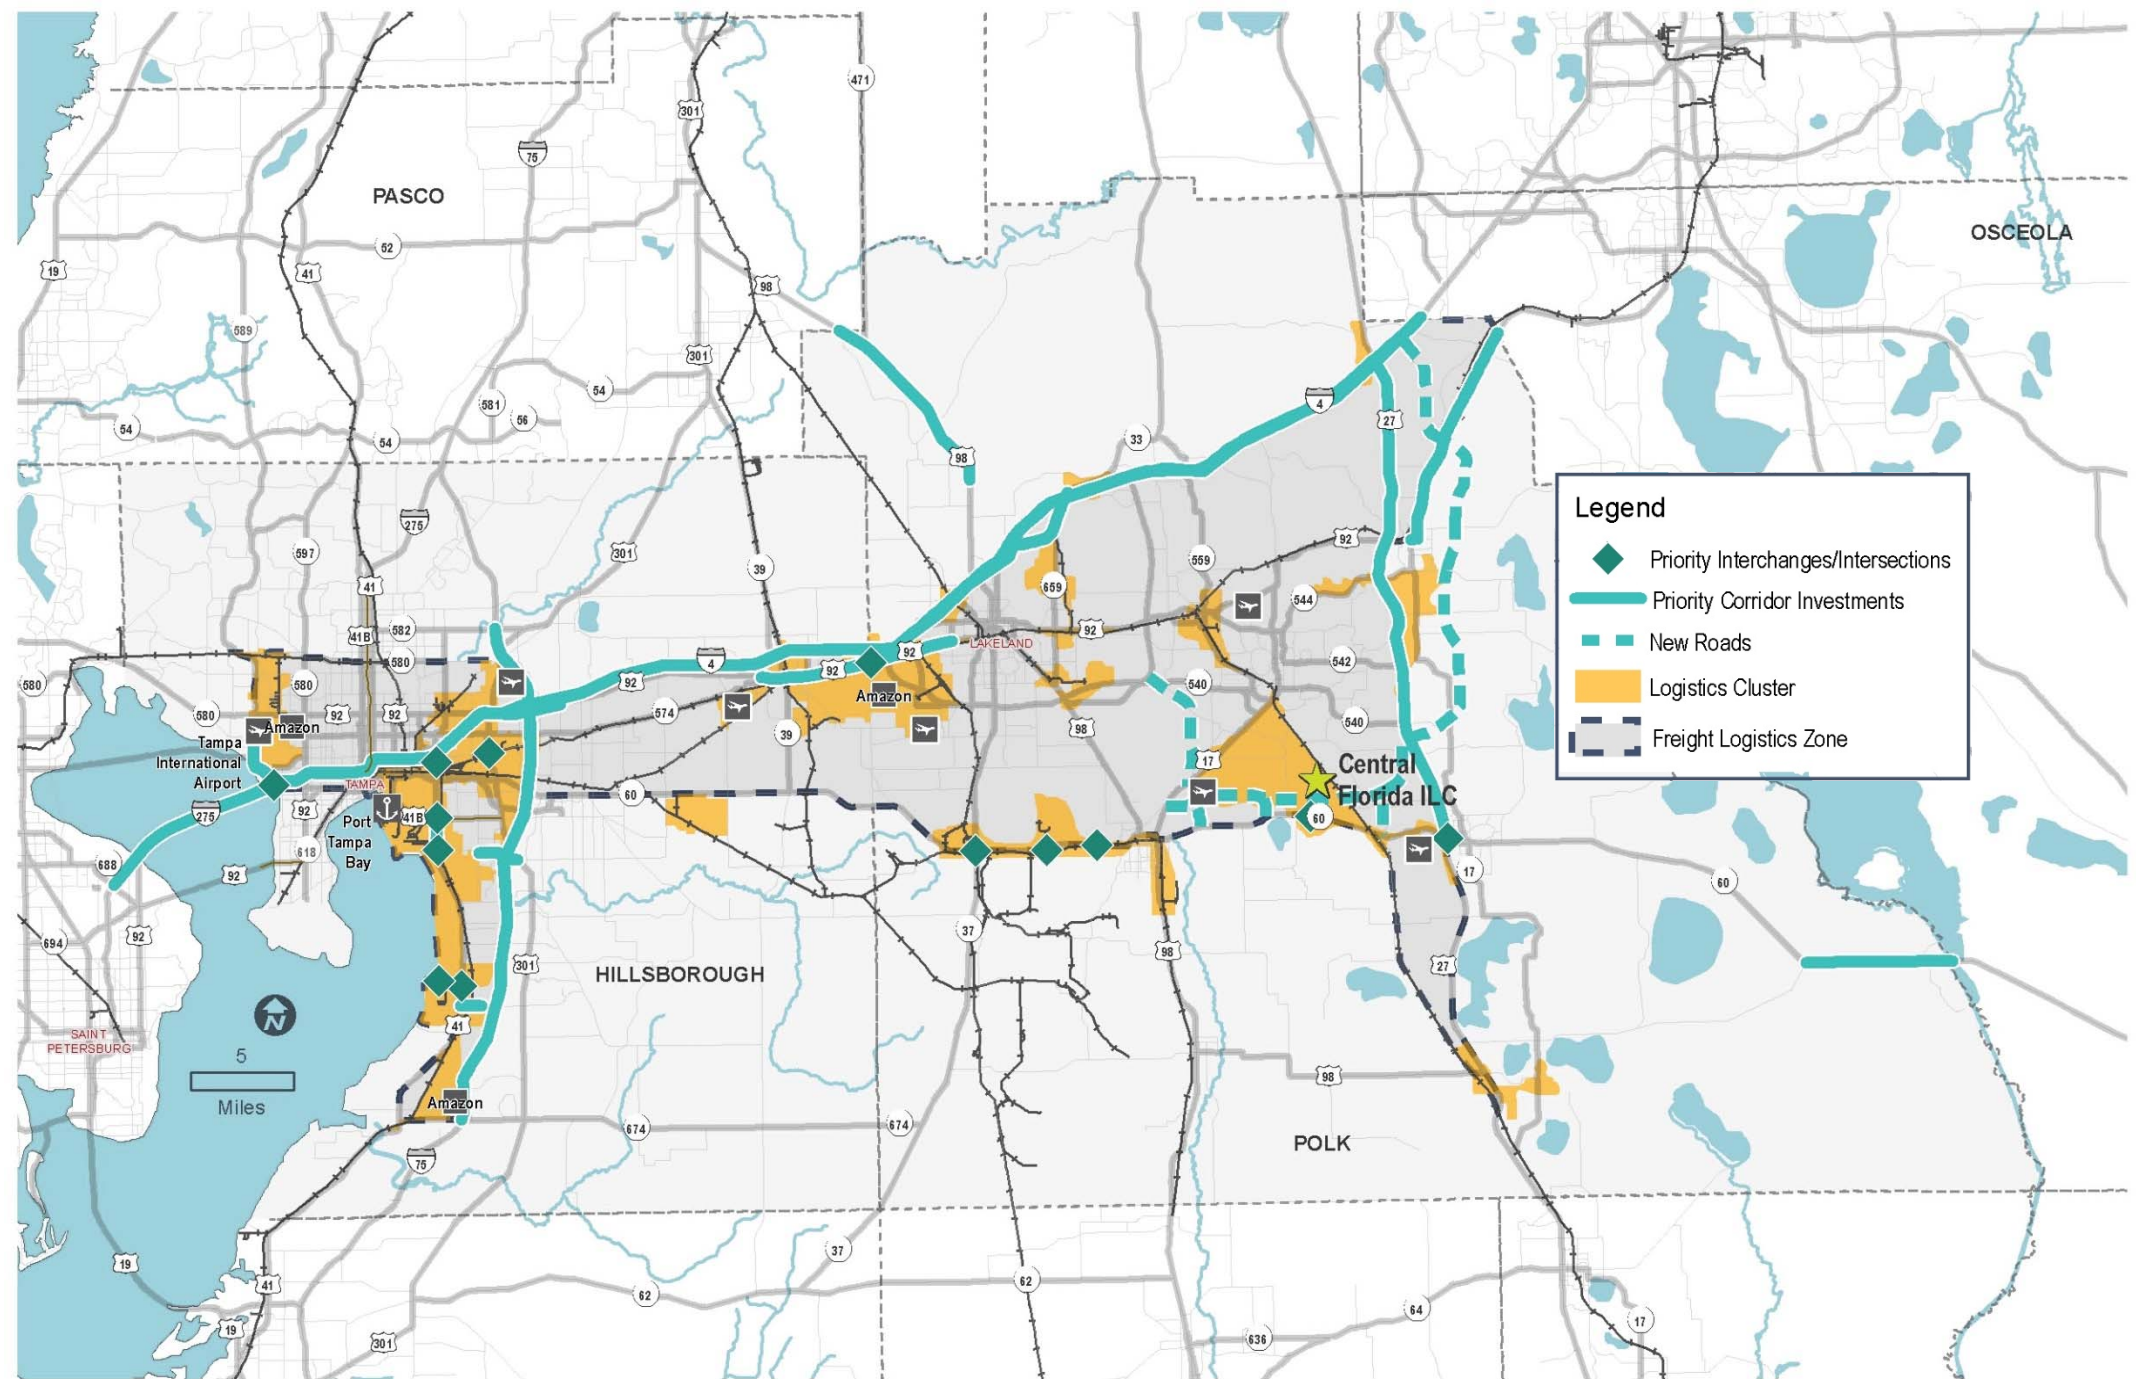 471
301
75
PASCO
OSCEOLA
52
19
41
98
589
301
54
581
56
54
54
4
27
33
98
Legend
Priority Interchanges/Intersections
Priority Corridor Investments
New Roads
Logistics Cluster
Freight Logistics Zone
275
597
301
39
92
559
41
659
544
41B
582
92
580
4
92
LAKELAND
92
542
580
580
92
540
574
Amazon
580
92
92
Amazon
39
98
540
Tampa
International
Airport
17
Central
Florida ILC
TAMPA
60
275
92
Port
Tampa
Bay
41B
60
618
688
92
17
60
694
92
37
98
301
HILLSBOROUGH
27
N
41
SAINT
PETERSBURG
5
Miles
98
Amazon
674
674
POLK
75
37
19
41
62
62
64
19
301
636
17